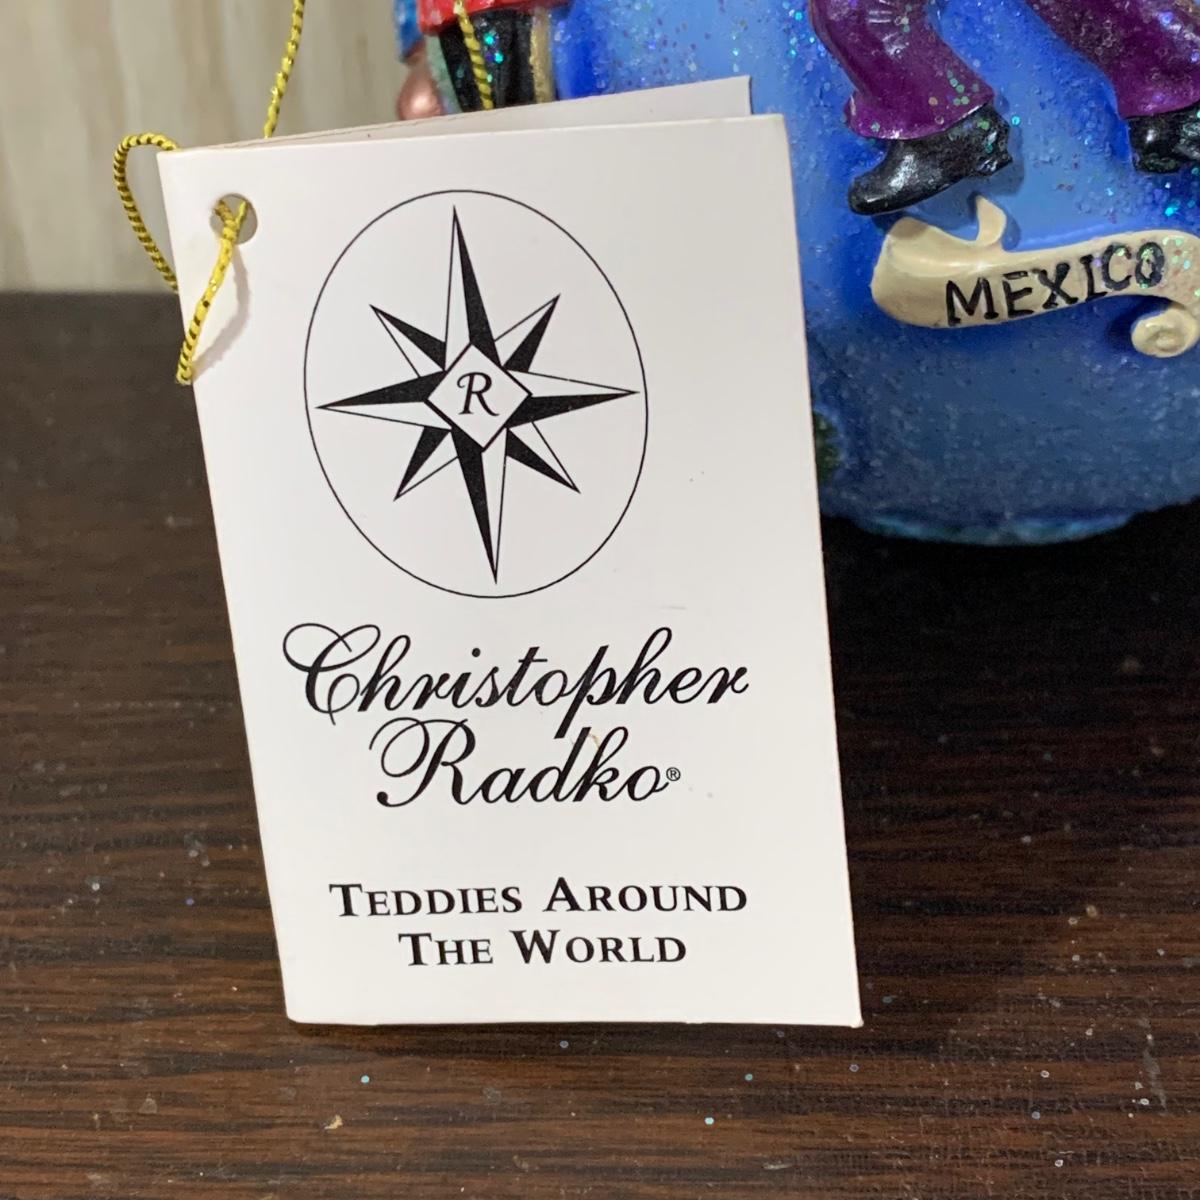 MEXICO
R
Christopher
Radko®
TEDDIES AROUND
THE WORLD